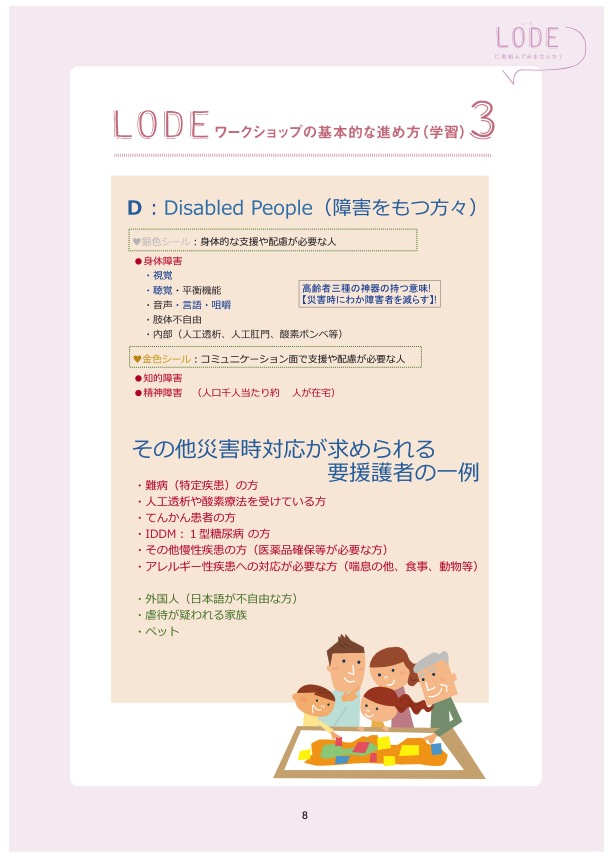 LODE
に取組んでみませんか？
LODE ワークショップの基本的な進め方（学習）3
D：Disabled People（障害をもつ方々）
♥銀色シール：身体的な支援や配慮が必要な人
●身体障害
・視覚
・聴覚・平衡機能
・音声・言語・咀嚼
・肢体不自由
・内部（人工透析、人工肛門、酸素ボンベ等）
高齢者三種の神器の持つ意味!
【災害時にわか障害者を減らす】!
♥金色シール：コミュニケーション面で支援や配慮が必要な人
●知的障害
●精神障害　（人口千人当たり約　人が在宅）
その他災害時対応が求められる
要援護者の一例
・難病（特定疾患）の方
・人工透析や酸素療法を受けている方
・てんかん患者の方
・IDDM：１型糖尿病 の方
・その他慢性疾患の方（医薬品確保等が必要な方）
・アレルギー性疾患への対応が必要な方（喘息の他、食事、動物等）
・外国人（日本語が不自由な方）
・虐待が疑われる家族
・ペット
8